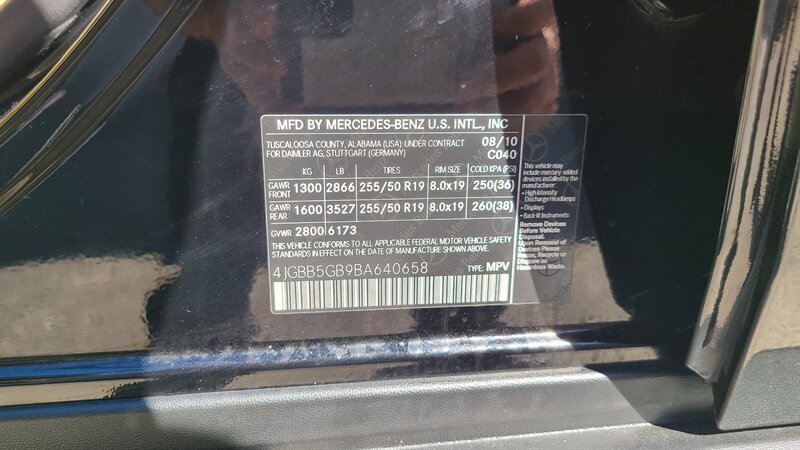 MFD BY MERCEDES-BENZ U.S. INTL., INC
TUSCALOOSA COUNTY, ALABAMA (USA) UNDER CONTRACT 08/10
FOR DAIMLER AG, STUTTGART (GERMANY) C040
KG LB TIRES RIM SIZE COLD KPA (PSI)
GAWR FRONT 1300 2866 255/50 R19 8.0x19 250(36)
GAWR REAR 1600 3527 255/50 R19 8.0x19 260(38)
GVWR 2800 6173
THIS VEHICLE CONFORMS TO ALL APPLICABLE FEDERAL MOTOR VEHICLE SAFETY
STANDARDS IN EFFECT ON THE DATE OF MANUFACTURE SHOWN ABOVE.
4JGBB5GB9BA640658 TYPE: MPV
This vehicle may
include mercury-added
devices installed by the
manufacturer:
• High Intensity
Discharge Headlamps
• Displays
• Back-lit Instruments
Remove Devices
Before Vehicle
Disposal.
Upon Removal
of Devices Please
Reuse, Recycle or
Dispose as
Hazardous Waste.